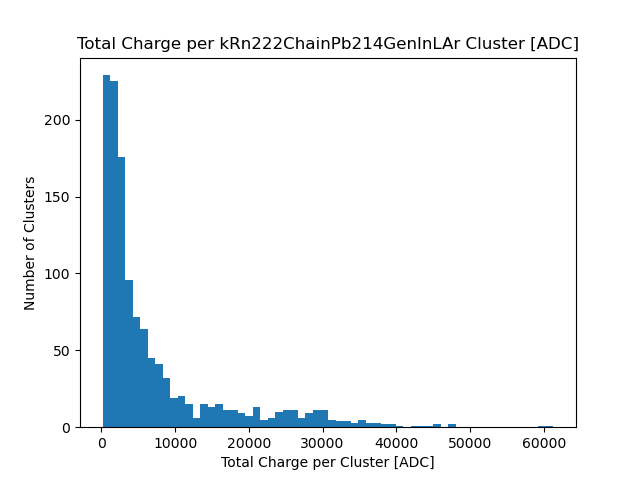 Total Charge per kRn222ChainPb214GenInLAr Cluster [ADC]
Number of Clusters
200
150
100
50
0
0 10000 20000 30000 40000 50000 60000
Total Charge per Cluster [ADC]